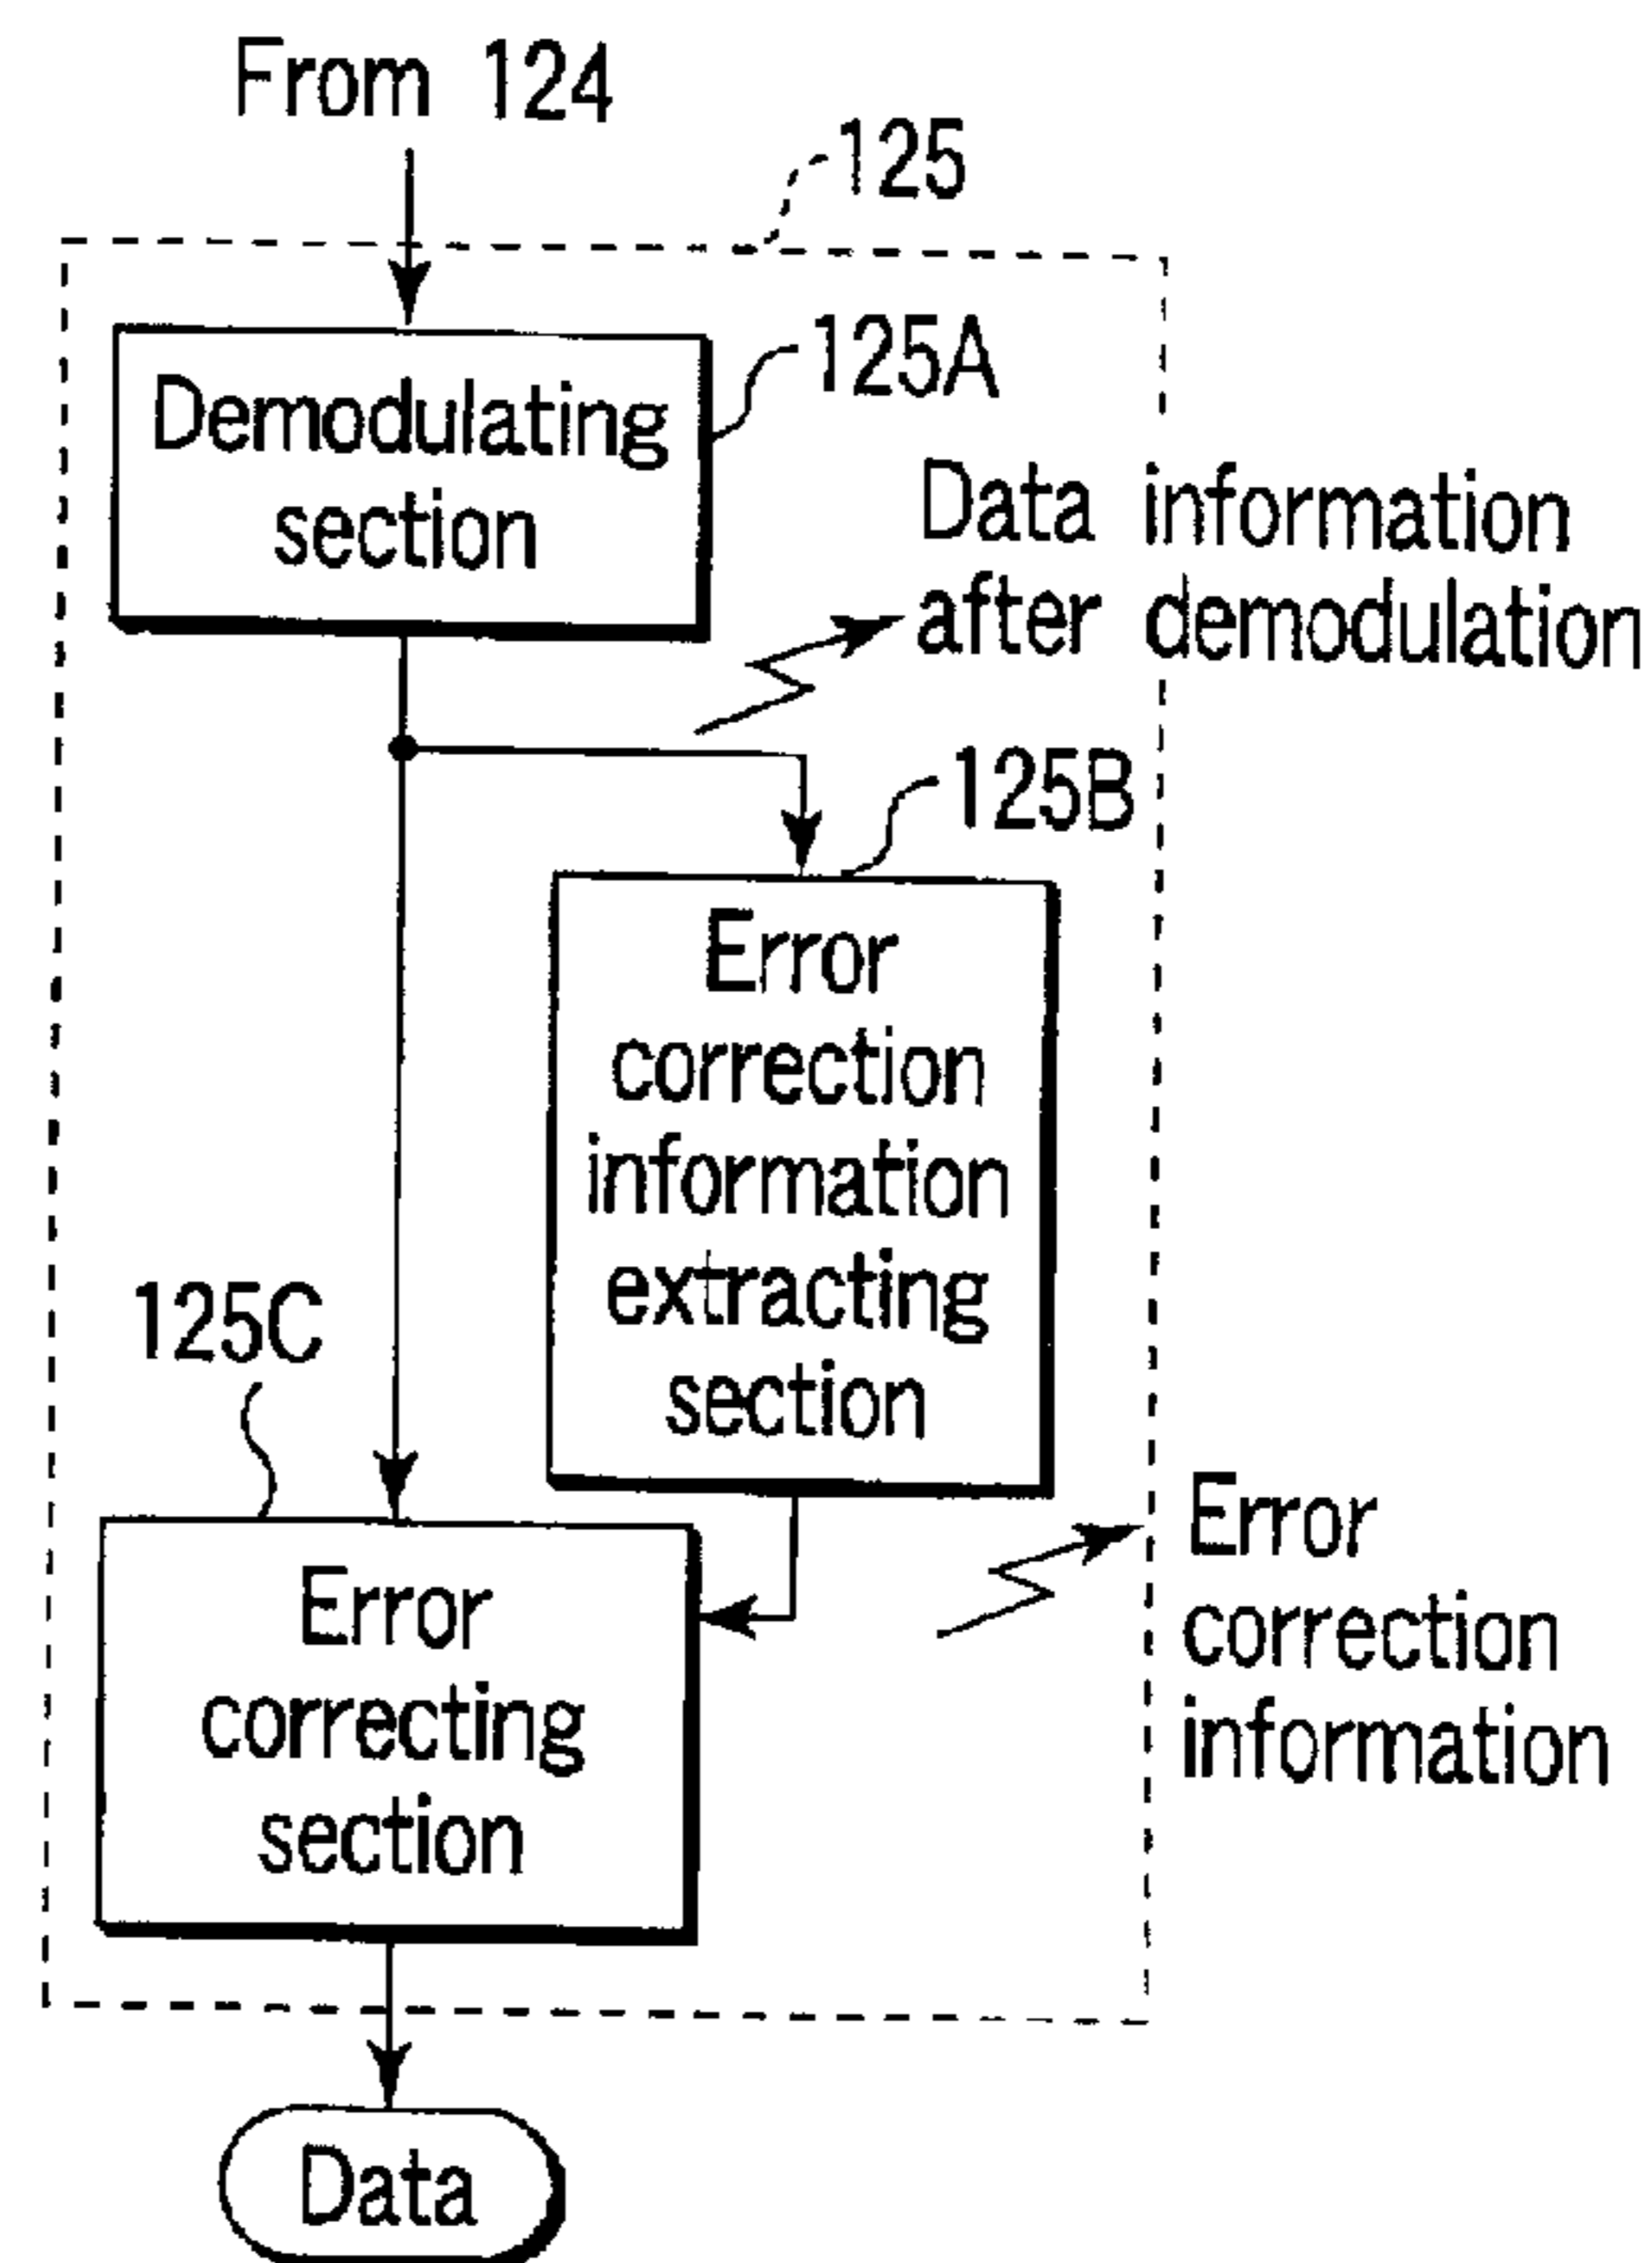 From 124
125
Demodulating
section
125A
Data information
after demodulation
125B
Error
correction
information
extracting
section
125C
Error
correcting
section
Error
correction
information
Data